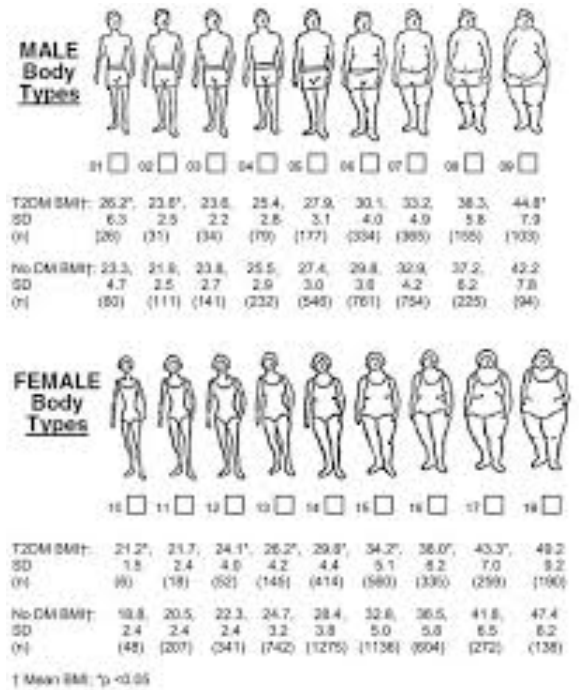 MALE
Body
Types
01 02 03 04 05 06 07 08 09
T2DM BMI†: 26.2*, 23.6*, 23.6, 25.4, 27.9, 30.1, 33.2, 38.3, 44.8*
SD 6.3 2.5 2.2 2.8 3.1 4.0 4.9 5.8 7.9
(n) (26) (31) (34) (79) (177) (334) (365) (155) (103)
No DM BMI†: 23.3, 21.9, 23.8, 25.5, 27.4, 29.8, 32.9, 37.2, 42.2
SD 4.7 2.5 2.7 2.9 3.0 3.6 4.2 6.2 7.8
(n) (111) (141) (232) (546) (761) (754) (225) (94)
FEMALE
Body
Types
10 11 12 13 14 15 16 17 18
T2DM BMI†: 21.2*, 21.7, 24.1*, 26.2*, 29.8*, 34.2*, 38.0*, 43.3*, 49.2
SD 1.5 2.4 4.0 4.2 4.4 5.1 6.2 7.0 9.2
(n) (6) (18) (52) (145) (414) (335) (259) (190)
No DM BMI†: 18.8, 20.5, 22.3, 24.7, 28.4, 32.8, 36.5, 41.8, 47.4
SD 2.4 2.4 2.4 3.2 3.8 5.0 5.8 6.5 8.2
(n) (48) (207) (341) (742) (1275) (1136) (604) (272) (138)
† Mean BMI; *p <0.05